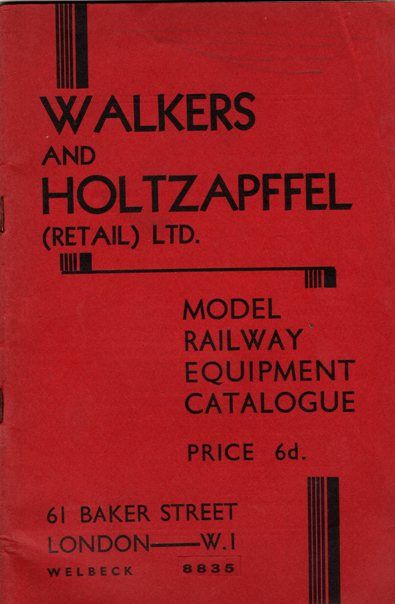 WALKERS
AND
HOLTZAPFFEL
(RETAIL) LTD.
MODEL
RAILWAY
EQUIPMENT
CATALOGUE
PRICE 6d.
61 BAKER STREET
LONDON——W.1
WELBECK 8835